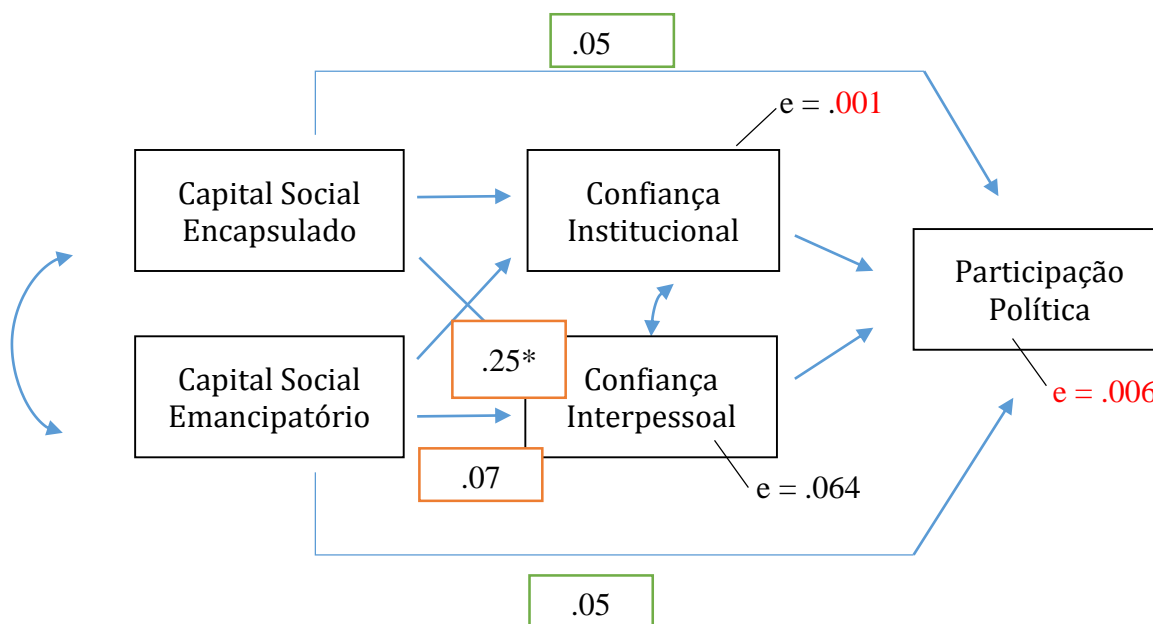 .05
e = .001
Capital Social
Encapsulado
Confiança
Institucional
Participação
Política
.25*
Capital Social
Emancipatório
Confiança
Interpessoal
e = .006
.07
e = .064
.05